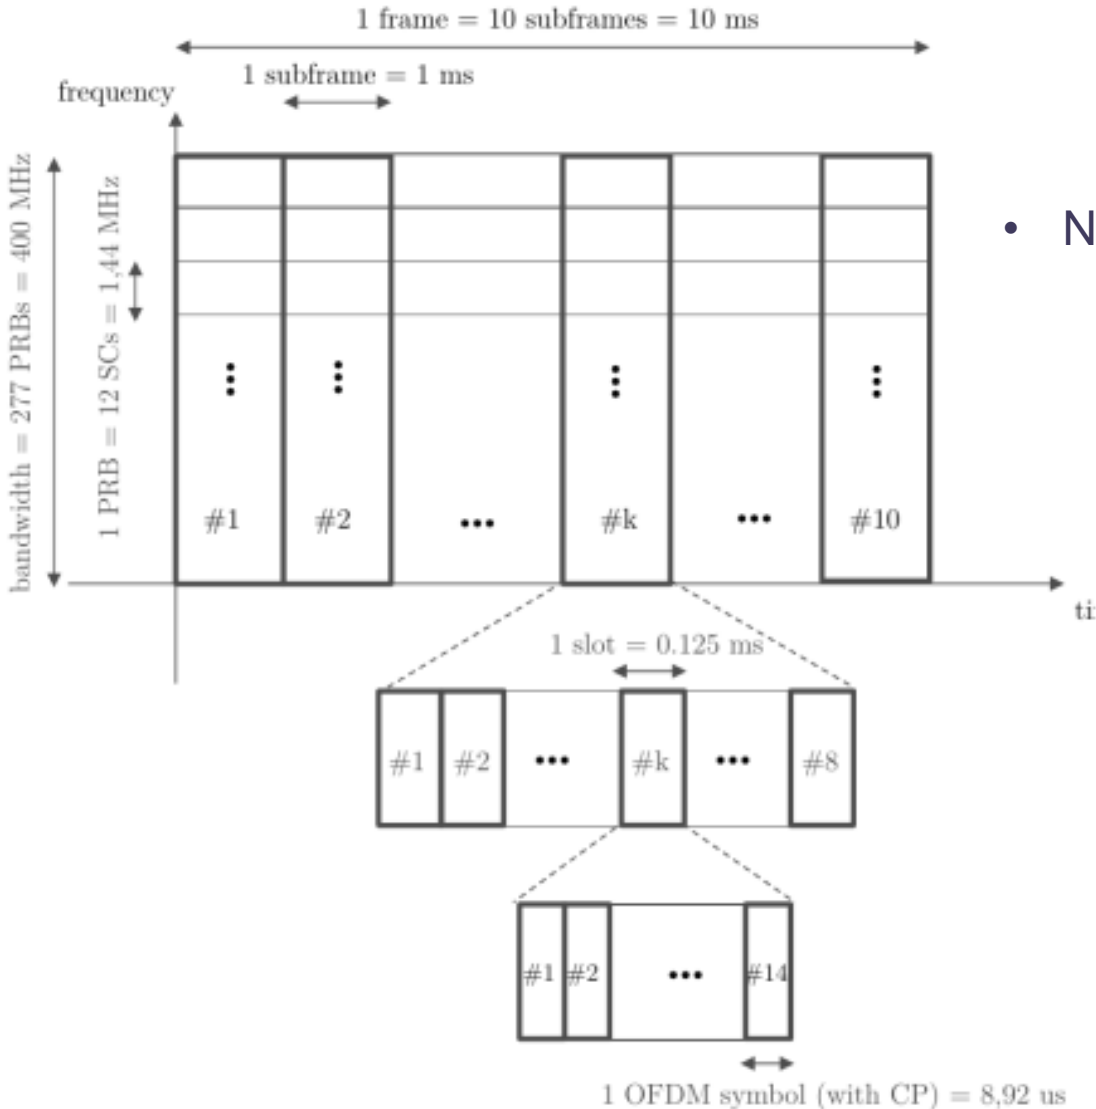 1 frame = 10 subframes = 10 ms
1 subframe = 1 ms
frequency
bandwidth = 277 PRBs = 400 MHz
1 PRB = 12 SCs = 1,44 MHz
• N
#1 #2 ... #k ... #10
ti
1 slot = 0.125 ms
#1 #2 ... #k ... #8
#1 #2 ... #14
1 OFDM symbol (with CP) = 8,92 us